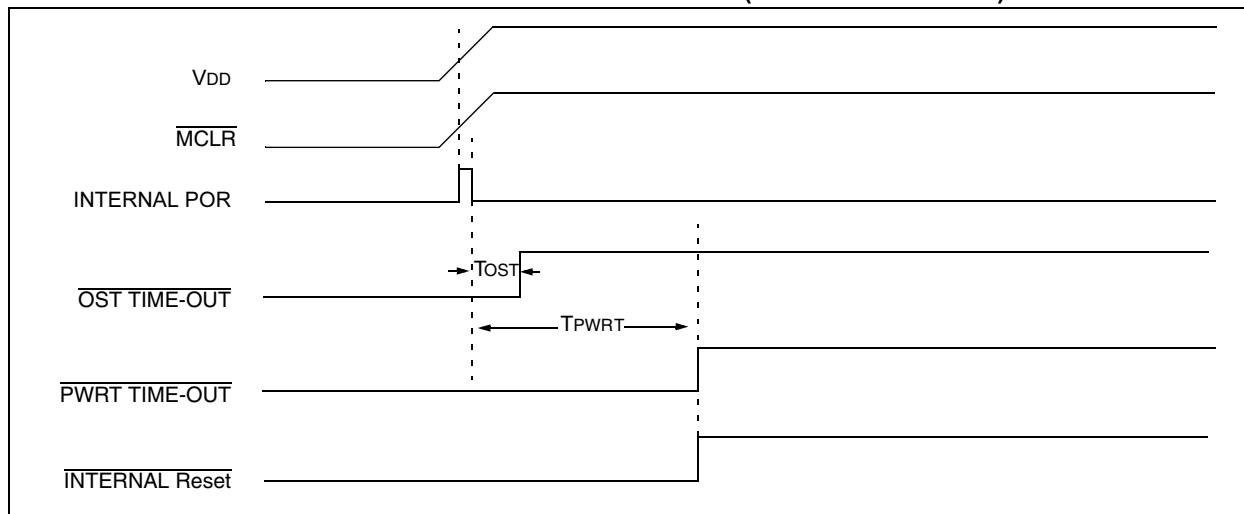 VDD
MCLR
INTERNAL POR
TOST
OST TIME-OUT
TPWRT
PWRT TIME-OUT
INTERNAL Reset